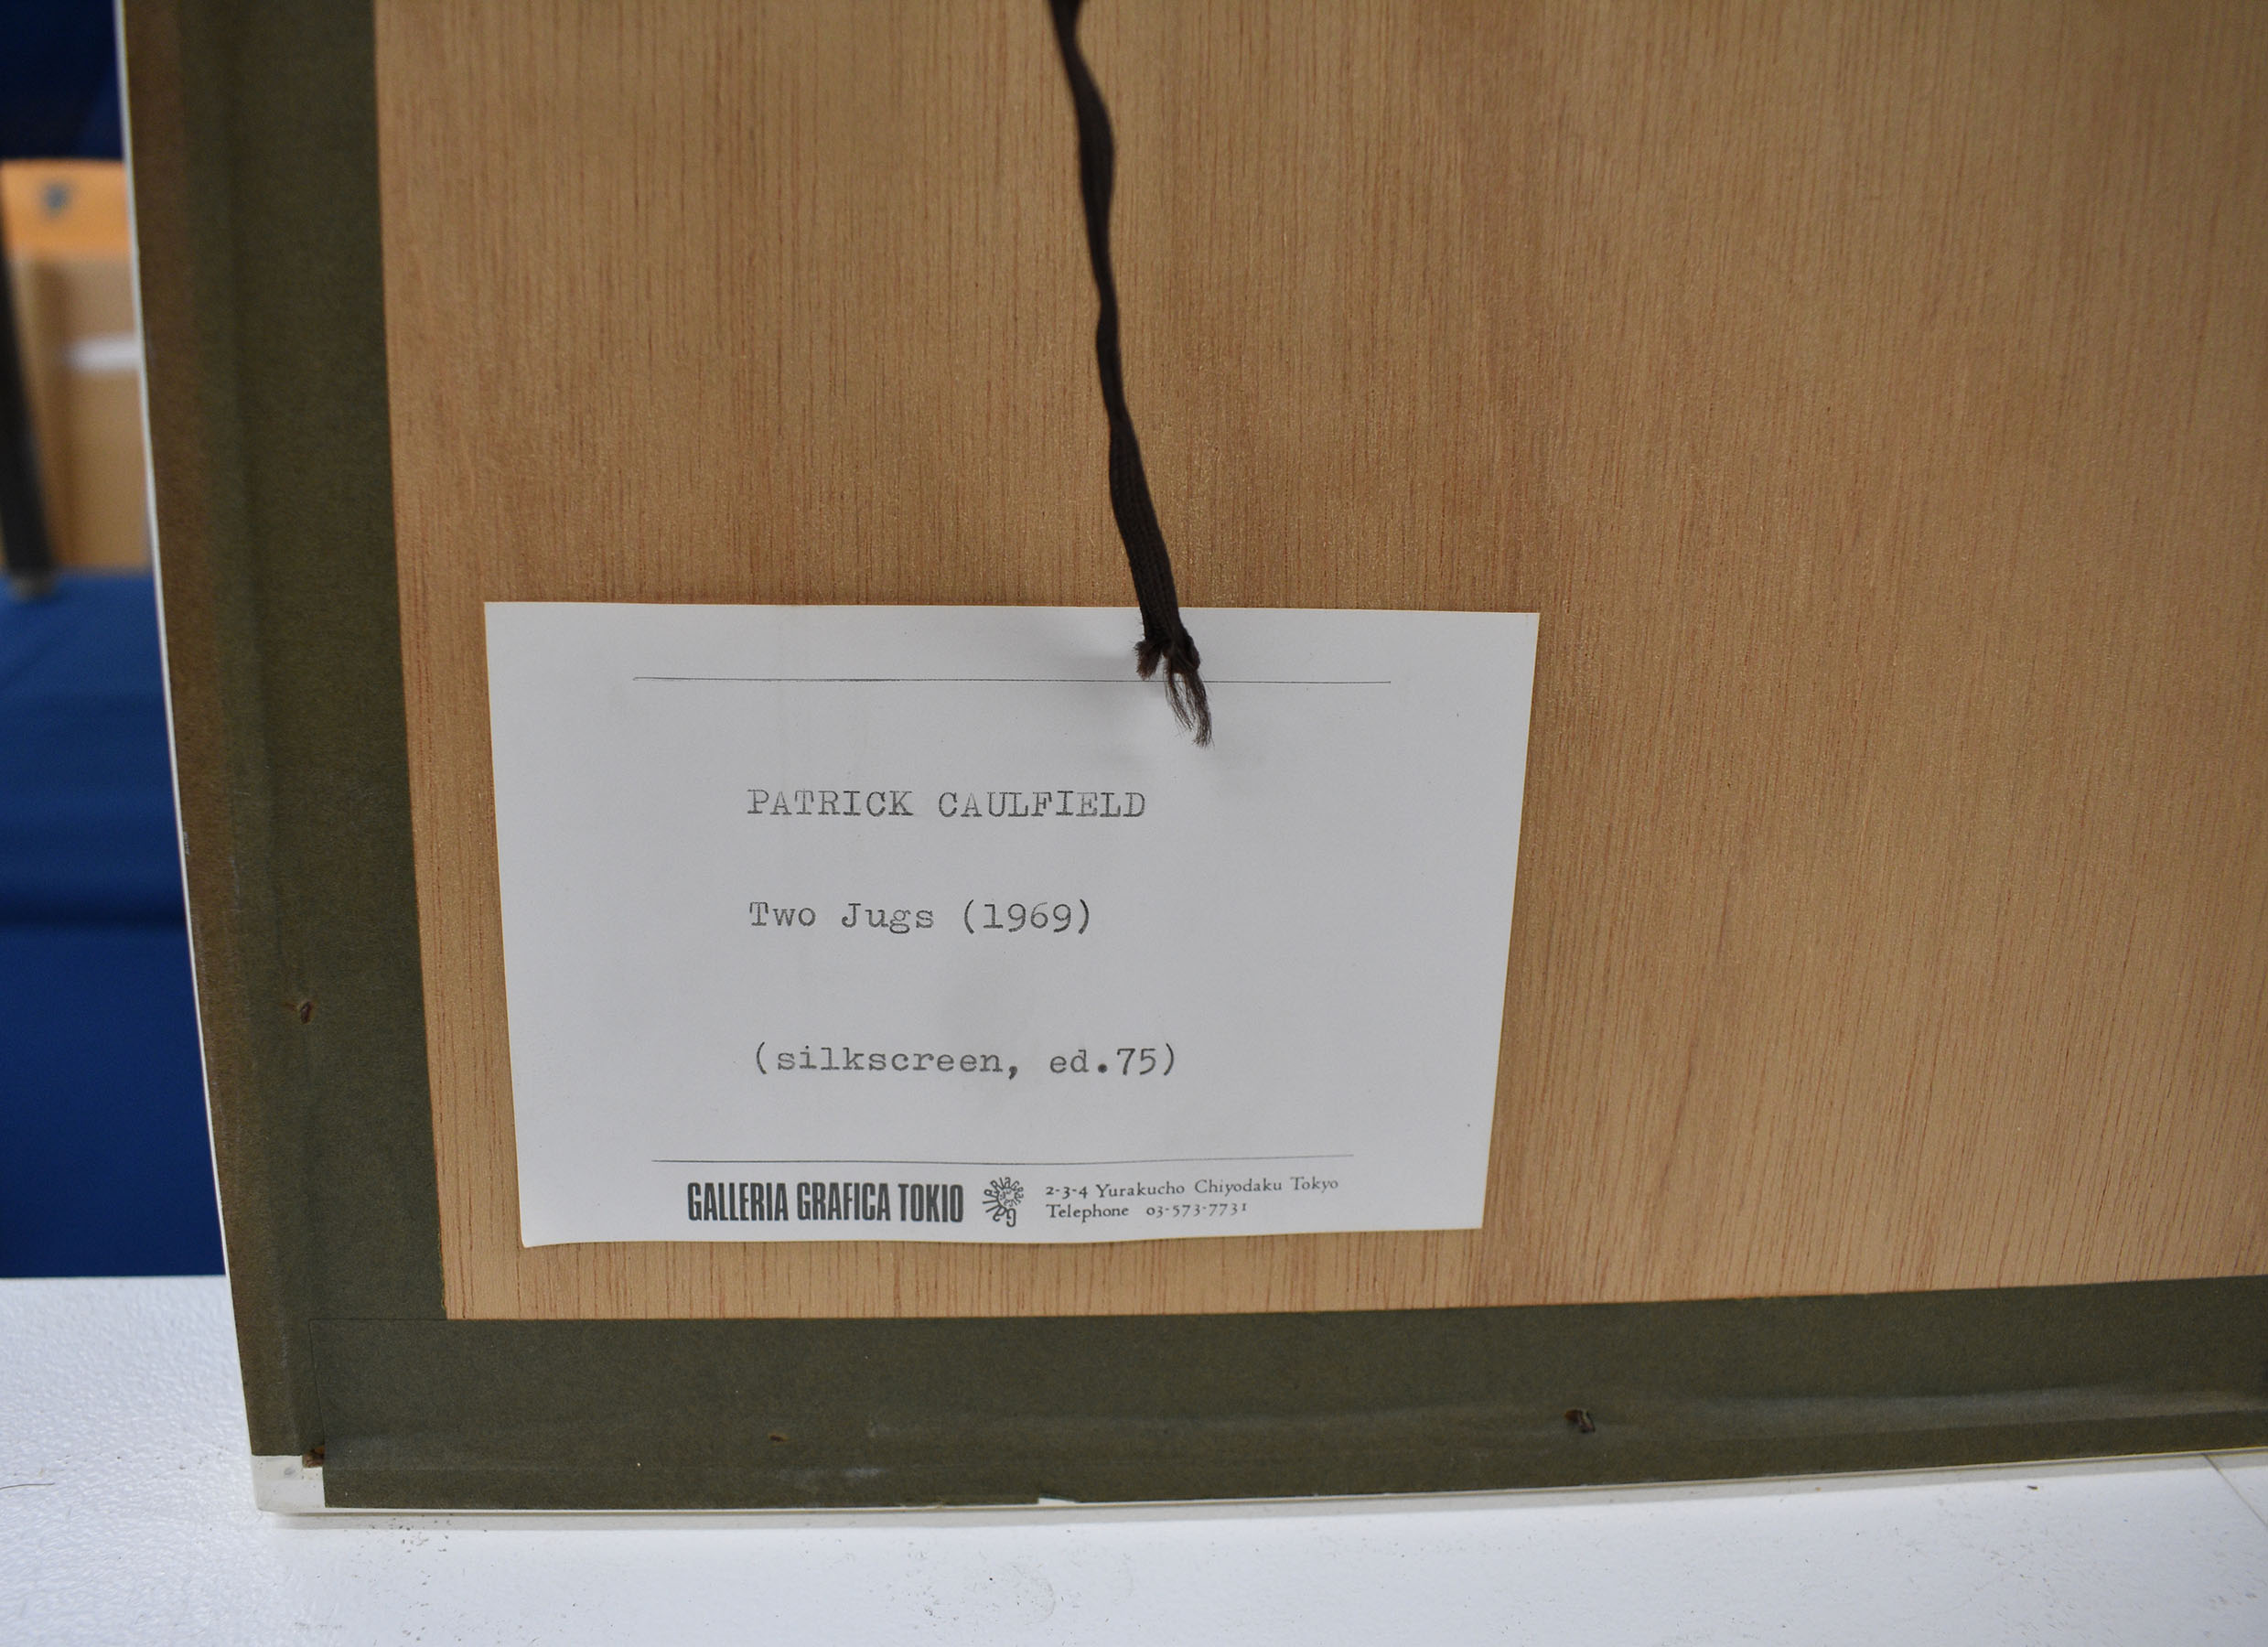 PATRICK CAULFIELD
Two Jugs (1969)
(silkscreen, ed.75)
GALLERIA GRAFICA TOKIO
2-3-4 Yurakucho Chiyodaku Tokyo
Telephone 03-573-7731